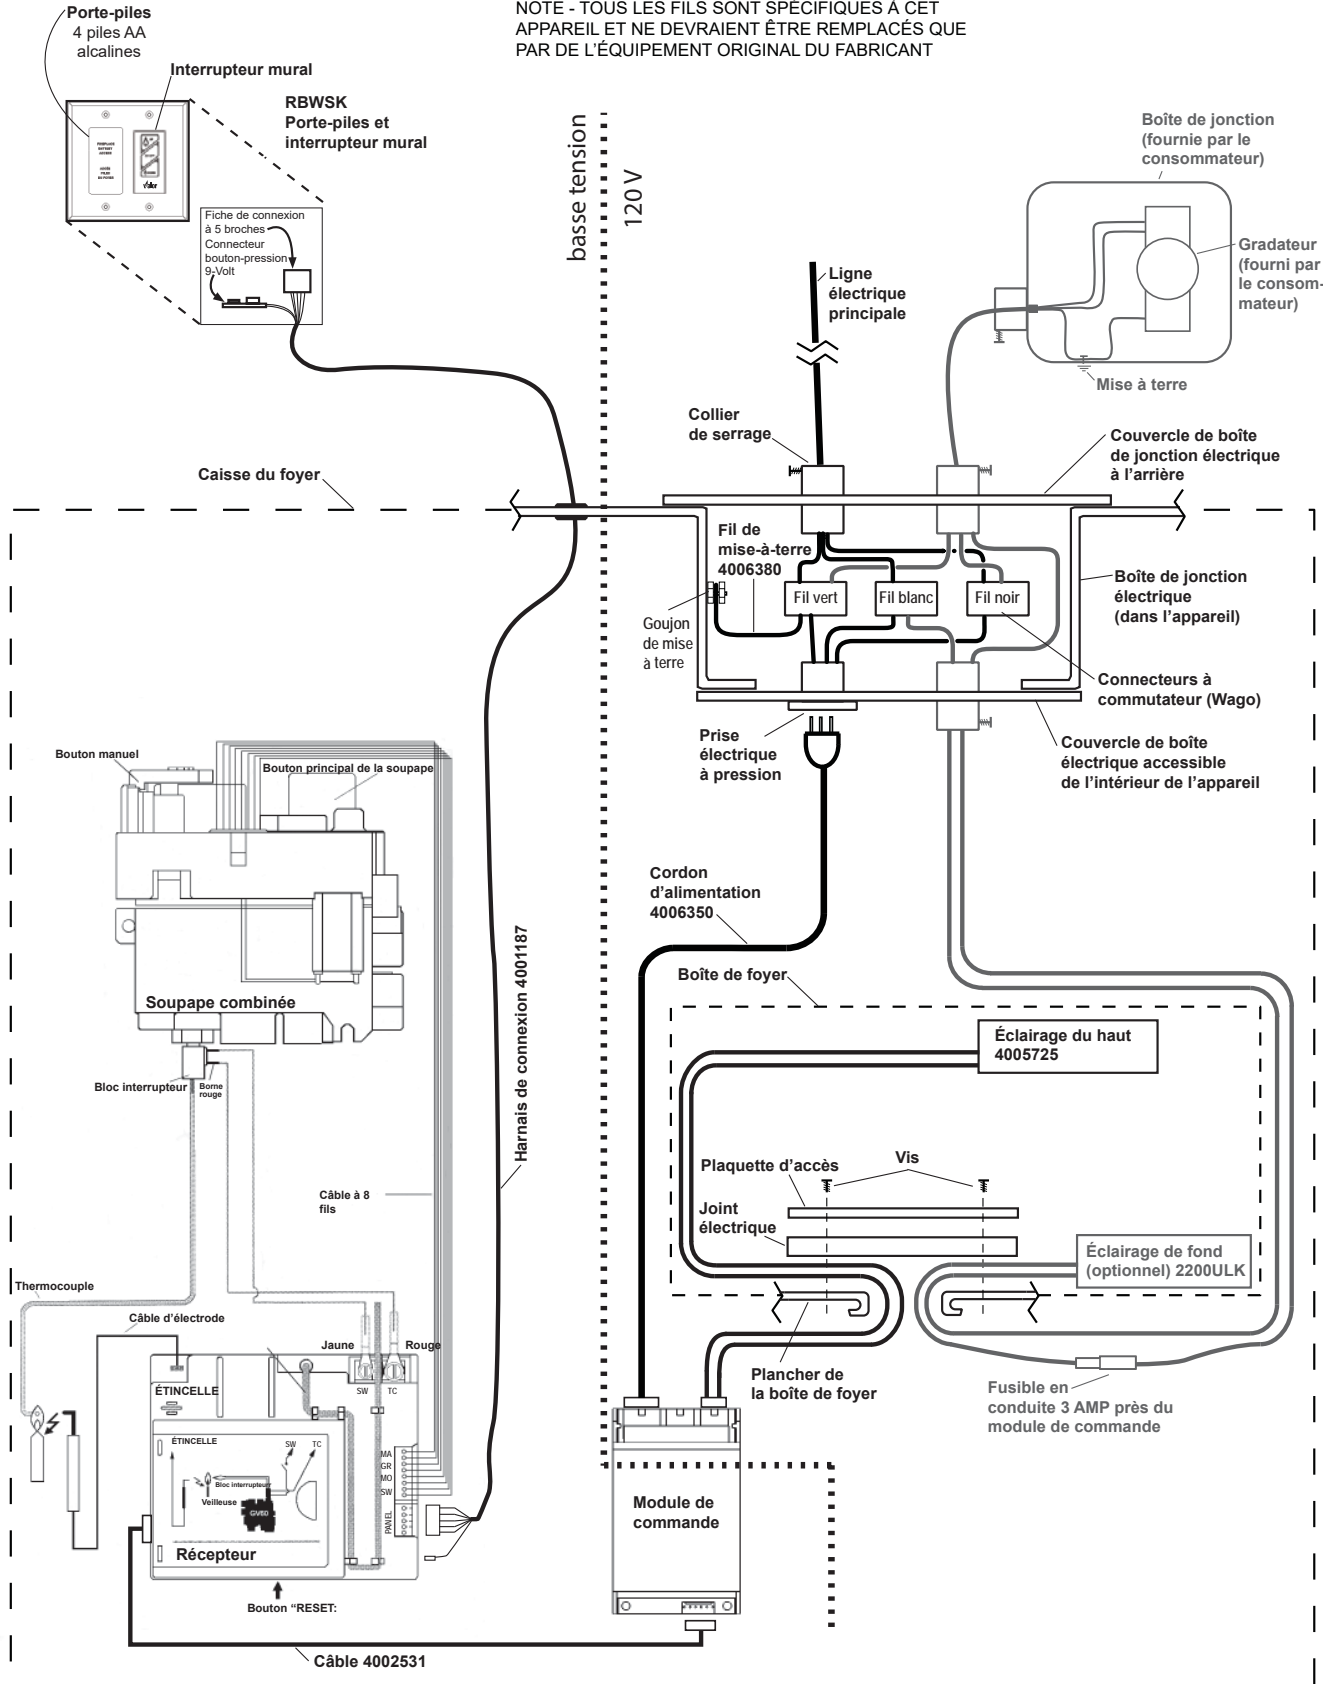 NOTE - TOUS LES FILS SONT SPÉCIFIQUES À CET
APPAREIL ET NE DEVRAIENT ÊTRE REMPLACÉS QUE
PAR DE L'ÉQUIPEMENT ORIGINAL DU FABRICANT
Porte-piles
4 piles AA
alcalines
Interrupteur mural
RBWSK
Porte-piles et
interrupteur mural
Valor
Fiche de connexion
à 5 broches
Connecteur
bouton-pression
9-Volt
basse tension
120 V
Boîte de jonction
(fournie par le
consommateur)
Gradateur
(fourni par
le consom-
mateur)
Mise à terre
Ligne
électrique
principale
Collier
de serrage
Couvercle de boîte
de jonction électrique
à l'arrière
Caisse du foyer
Fil de
mise-à-terre
4006380
Fil vert
Fil blanc
Fil noir
Boîte de jonction
électrique
(dans l'appareil)
Goujon
de mise
à terre
Connecteurs à
commutateur (Wago)
Prise
électrique
à pression
Couvercle de boîte
électrique accessible
de l'intérieur de l'appareil
Bouton manuel
Bouton principal de la soupape
Soupape combinée
Cordon
d'alimentation
4006350
Harnais de connexion 4001187
Boîte de foyer
Éclairage du haut
4005725
Bloc interrupteur
Borne
rouge
Câble à 8
fils
Plaquette d'accès
Vis
Joint
électrique
Éclairage de fond
(optionnel) 2200ULK
Thermocouple
Câble d'électrode
Jaune
Rouge
SW
TC
ÉTINCELLE
Plancher de
la boîte de foyer
Fusible en
conduite 3 AMP près du
module de commande
ÉTINCELLE
SW
TC
Bloc interrupteur
Veilleuse
GV60
MA
GR
MO
SW
PANEL
Récepteur
Module de
commande
Bouton “RESET:
Câble 4002531